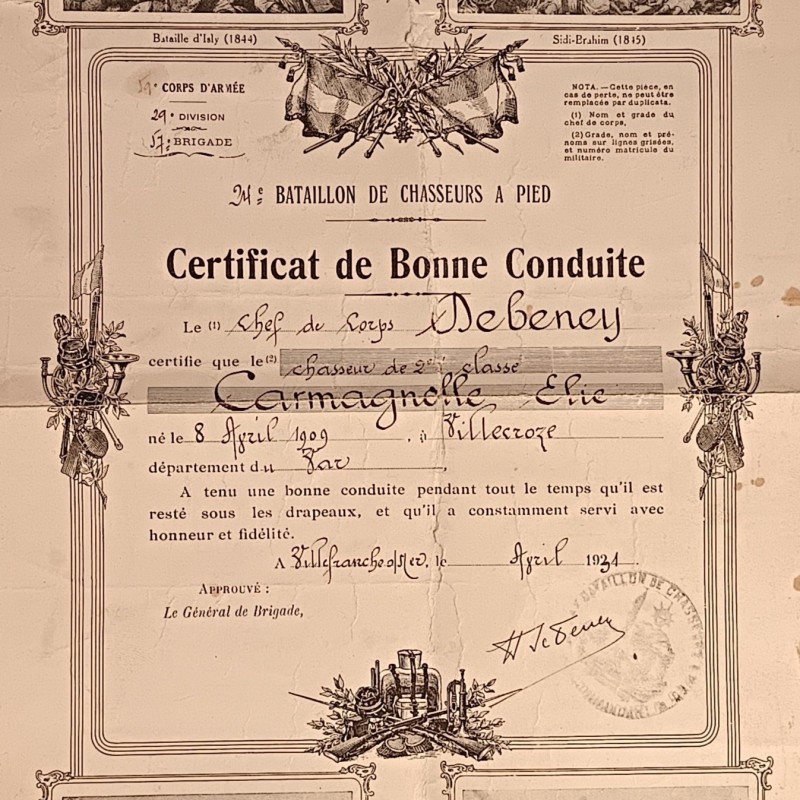 Bataille d'Isly (1844)
Sidi-Brahim (1845)
CORPS D'ARMÉE
29e DIVISION
57e BRIGADE
NOTA. — Cette pièce, en
cas de perte, ne peut être
remplacée par duplicata.
(1) Nom et grade du
chef de corps,
(2) Grade, nom et pré-
noms sur lignes grisées,
et numéro matricule du
militaire.
24e BATAILLON DE CHASSEURS A PIED
Certificat de Bonne Conduite
Le (1) Chef de Corps Debeney
certifie que le (2) chasseur de 2e classe
Carmagnolle Elie
né le 8 Avril 1909, à Villecroze
département du Var,
A tenu une bonne conduite pendant tout le temps qu'il est
resté sous les drapeaux, et qu'il a constamment servi avec
honneur et fidélité.
A Villefranche s/Mer, le Avril 1931
APPROUVÉ :
Le Général de Brigade,
BATAILLON DE CHASSEURS
COMMANDANT